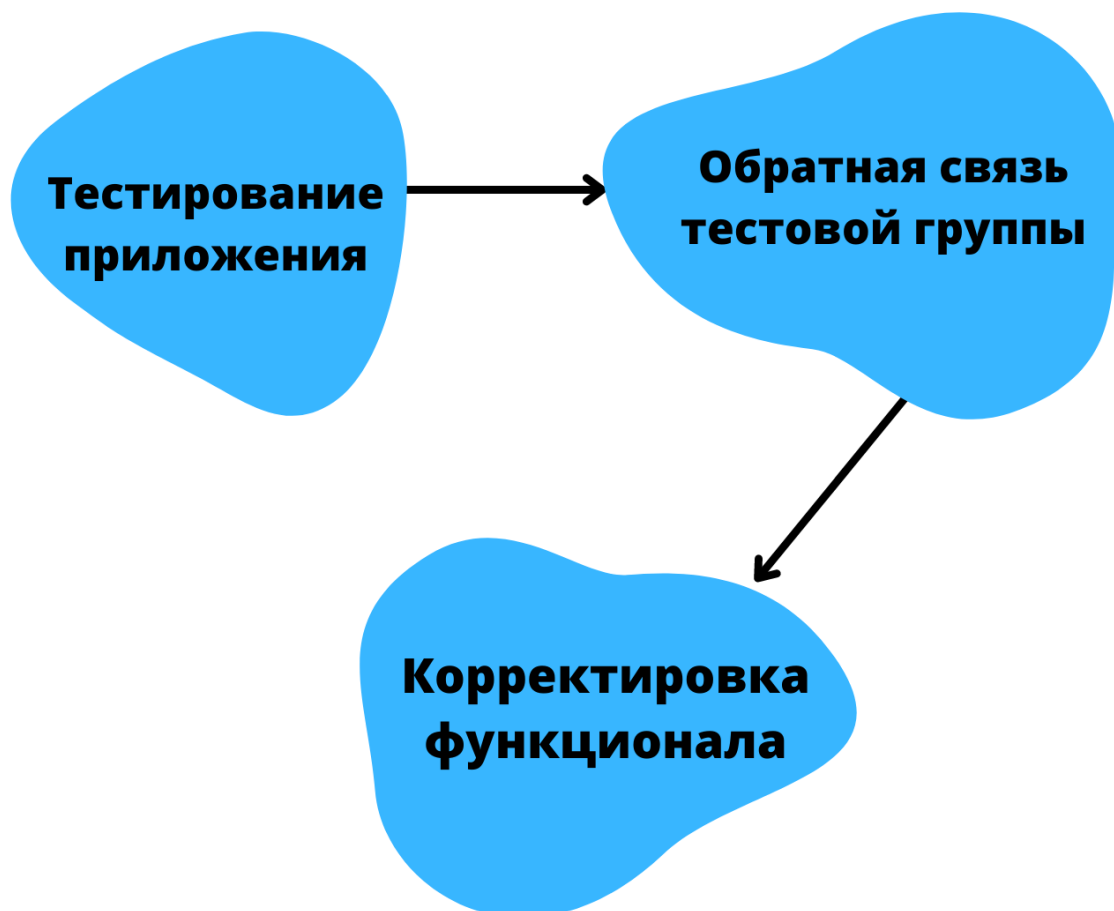 Тестирование
приложения
Обратная связь
тестовой группы
Корректировка
функционала